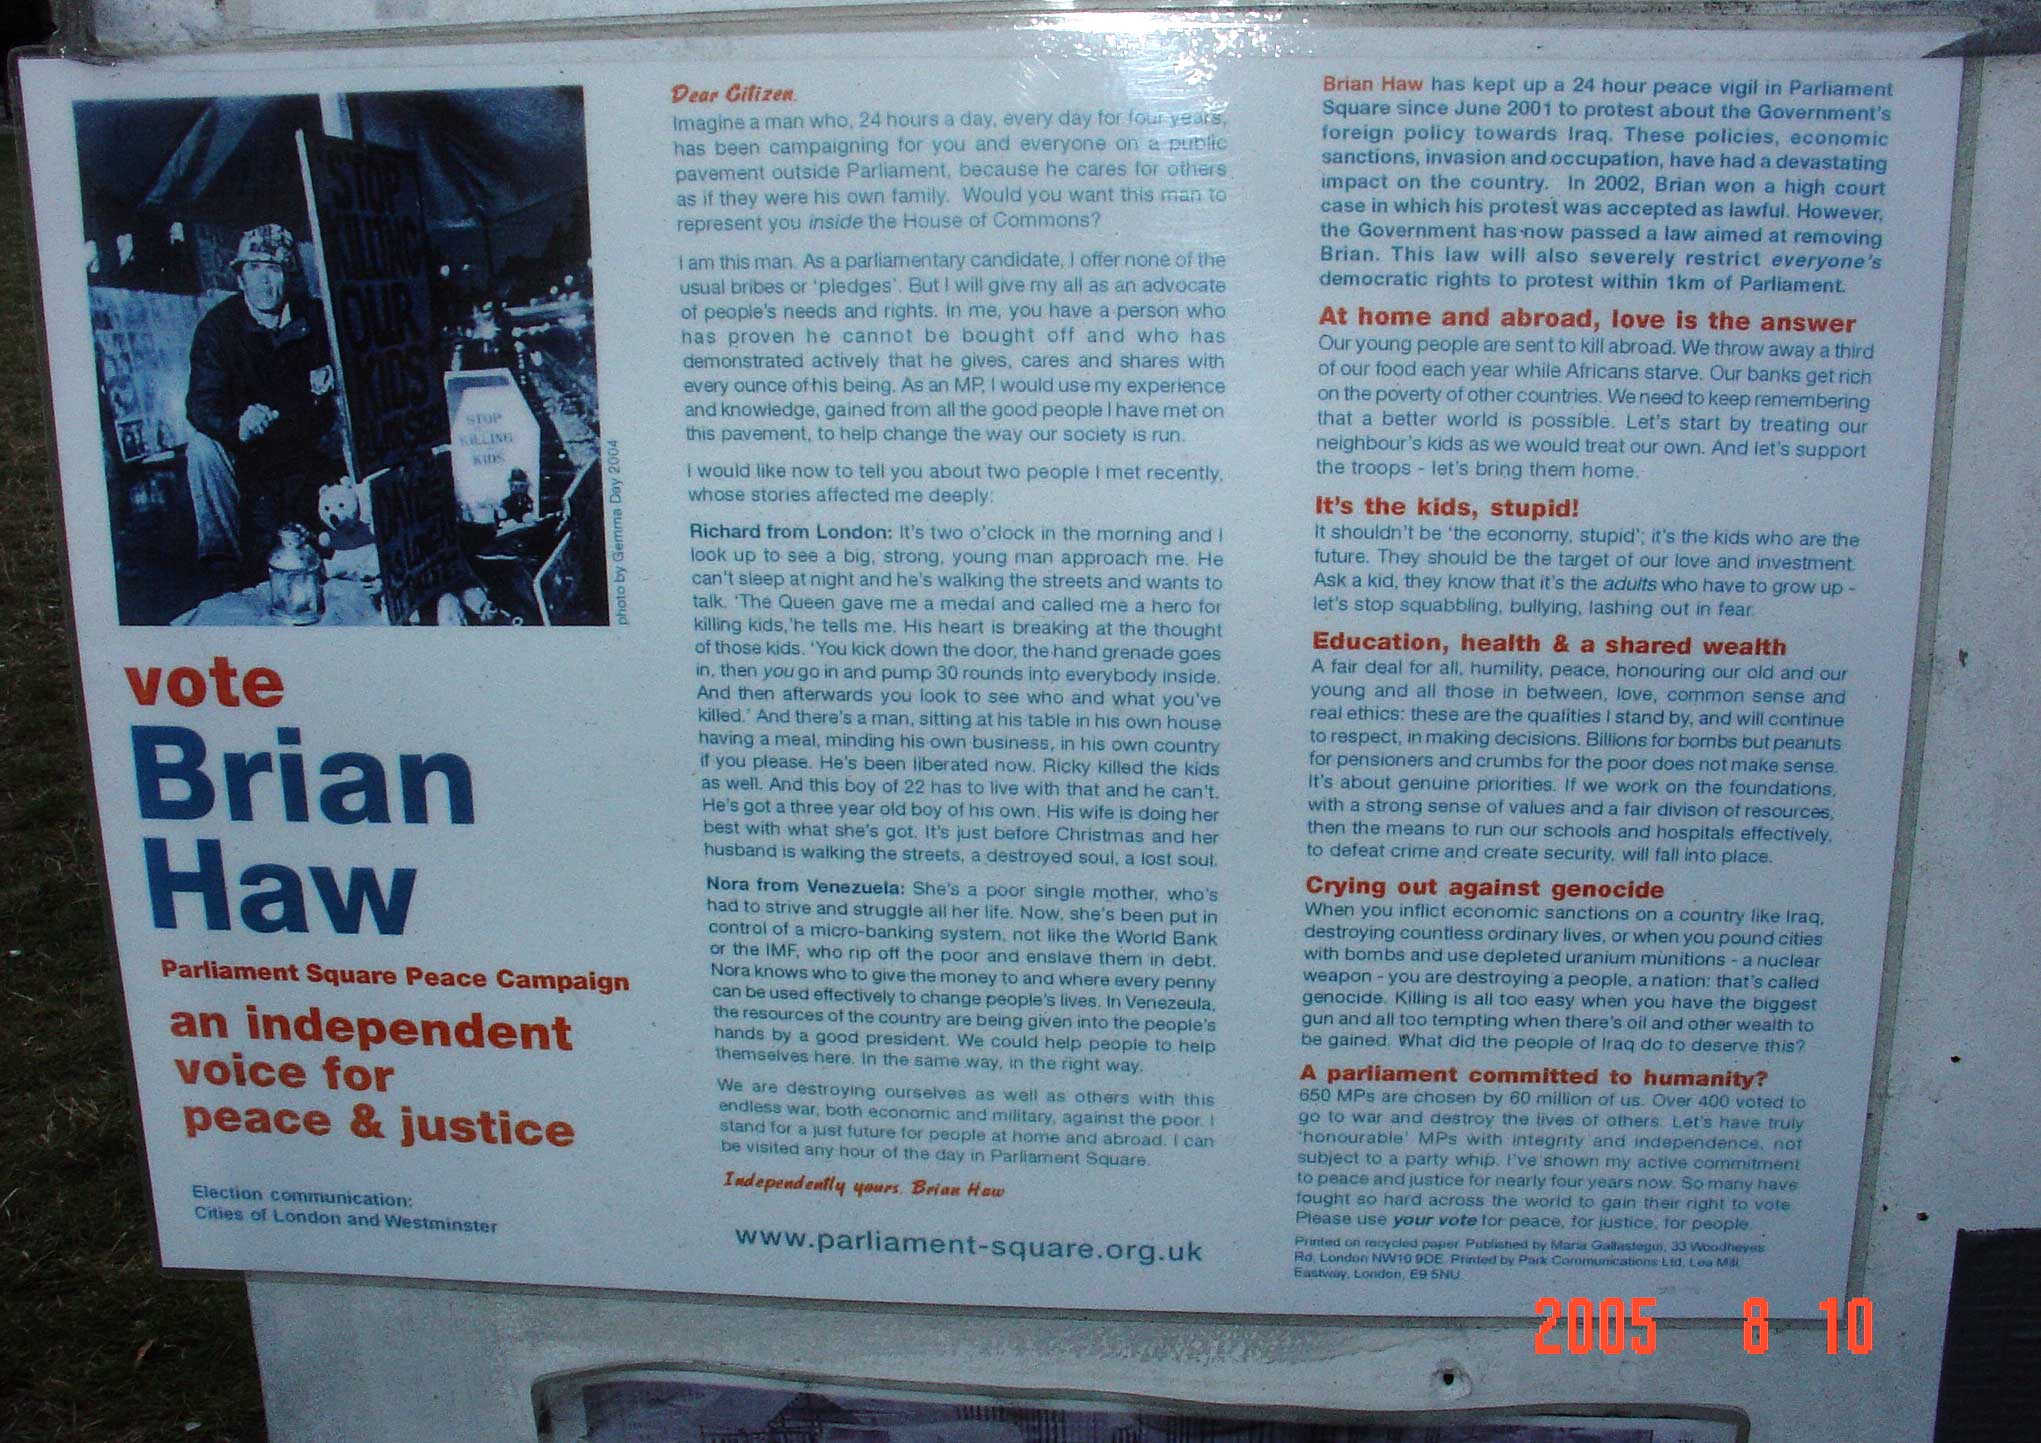 STOP
KILLING
OUR
KIDS
STOP
KILLING
KIDS
photo by Gemma Day 2004
vote
Brian
Haw
Parliament Square Peace Campaign
an independent
voice for
peace & justice
Election communication:
Cities of London and Westminster
Dear Citizen,
Imagine a man who, 24 hours a day, every day for four years,
has been campaigning for you and everyone on a public
pavement outside Parliament, because he cares for others
as if they were his own family. Would you want this man to
represent you inside the House of Commons?
I am this man. As a parliamentary candidate, I offer none of the
usual bribes or 'pledges'. But I will give my all as an advocate
of people's needs and rights. In me, you have a person who
has proven he cannot be bought off and who has
demonstrated actively that he gives, cares and shares with
every ounce of his being. As an MP, I would use my experience
and knowledge, gained from all the good people I have met on
this pavement, to help change the way our society is run.
I would like now to tell you about two people I met recently,
whose stories affected me deeply:
Richard from London: It's two o'clock in the morning and I
look up to see a big, strong, young man approach me. He
can't sleep at night and he's walking the streets and wants to
talk. 'The Queen gave me a medal and called me a hero for
killing kids,'he tells me. His heart is breaking at the thought
of those kids. 'You kick down the door, the hand grenade goes
in, then you go in and pump 30 rounds into everybody inside.
And then afterwards you look to see who and what you've
killed.' And there's a man, sitting at his table in his own house
having a meal, minding his own business, in his own country
if you please. He's been liberated now. Ricky killed the kids
as well. And this boy of 22 has to live with that and he can't.
He's got a three year old boy of his own. His wife is doing her
best with what she's got. It's just before Christmas and her
husband is walking the streets, a destroyed soul, a lost soul.
Nora from Venezuela: She's a poor single mother, who's
had to strive and struggle all her life. Now, she's been put in
control of a micro-banking system, not like the World Bank
or the IMF, who rip off the poor and enslave them in debt.
Nora knows who to give the money to and where every penny
can be used effectively to change people's lives. In Venezeula,
the resources of the country are being given into the people's
hands by a good president. We could help people to help
themselves here. In the same way, in the right way.
We are destroying ourselves as well as others with this
endless war, both economic and military, against the poor. I
stand for a just future for people at home and abroad. I can
be visited any hour of the day in Parliament Square.
Independently yours, Brian Haw
www.parliament-square.org.uk
Brian Haw has kept up a 24 hour peace vigil in Parliament
Square since June 2001 to protest about the Government's
foreign policy towards Iraq. These policies, economic
sanctions, invasion and occupation, have had a devastating
impact on the country. In 2002, Brian won a high court
case in which his protest was accepted as lawful. However,
the Government has now passed a law aimed at removing
Brian. This law will also severely restrict everyone's
democratic rights to protest within 1km of Parliament.
At home and abroad, love is the answer
Our young people are sent to kill abroad. We throw away a third
of our food each year while Africans starve. Our banks get rich
on the poverty of other countries. We need to keep remembering
that a better world is possible. Let's start by treating our
neighbour's kids as we would treat our own. And let's support
the troops - let's bring them home.
It's the kids, stupid!
It shouldn't be 'the economy, stupid'; it's the kids who are the
future. They should be the target of our love and investment.
Ask a kid, they know that it's the adults who have to grow up -
let's stop squabbling, bullying, lashing out in fear.
Education, health & a shared wealth
A fair deal for all, humility, peace, honouring our old and our
young and all those in between, love, common sense and
real ethics: these are the qualities I stand by, and will continue
to respect, in making decisions. Billions for bombs but peanuts
for pensioners and crumbs for the poor does not make sense.
It's about genuine priorities. If we work on the foundations,
with a strong sense of values and a fair divison of resources,
then the means to run our schools and hospitals effectively,
to defeat crime and create security, will fall into place.
Crying out against genocide
When you inflict economic sanctions on a country like Iraq,
destroying countless ordinary lives, or when you pound cities
with bombs and use depleted uranium munitions - a nuclear
weapon - you are destroying a people, a nation: that's called
genocide. Killing is all too easy when you have the biggest
gun and all too tempting when there's oil and other wealth to
be gained. What did the people of Iraq do to deserve this?
A parliament committed to humanity?
650 MPs are chosen by 60 million of us. Over 400 voted to
go to war and destroy the lives of others. Let's have truly
'honourable' MPs with integrity and independence, not
subject to a party whip. I've shown my active commitment
to peace and justice for nearly four years now. So many have
fought so hard across the world to gain their right to vote.
Please use your vote for peace, for justice, for people.
Printed on recycled paper. Published by Maria Gallastegui, 33 Woodheyes
Rd, London NW10 9DE. Printed by Park Communications Ltd, Lea Mill,
Eastway, London, E9 5NU.
2005 8 10